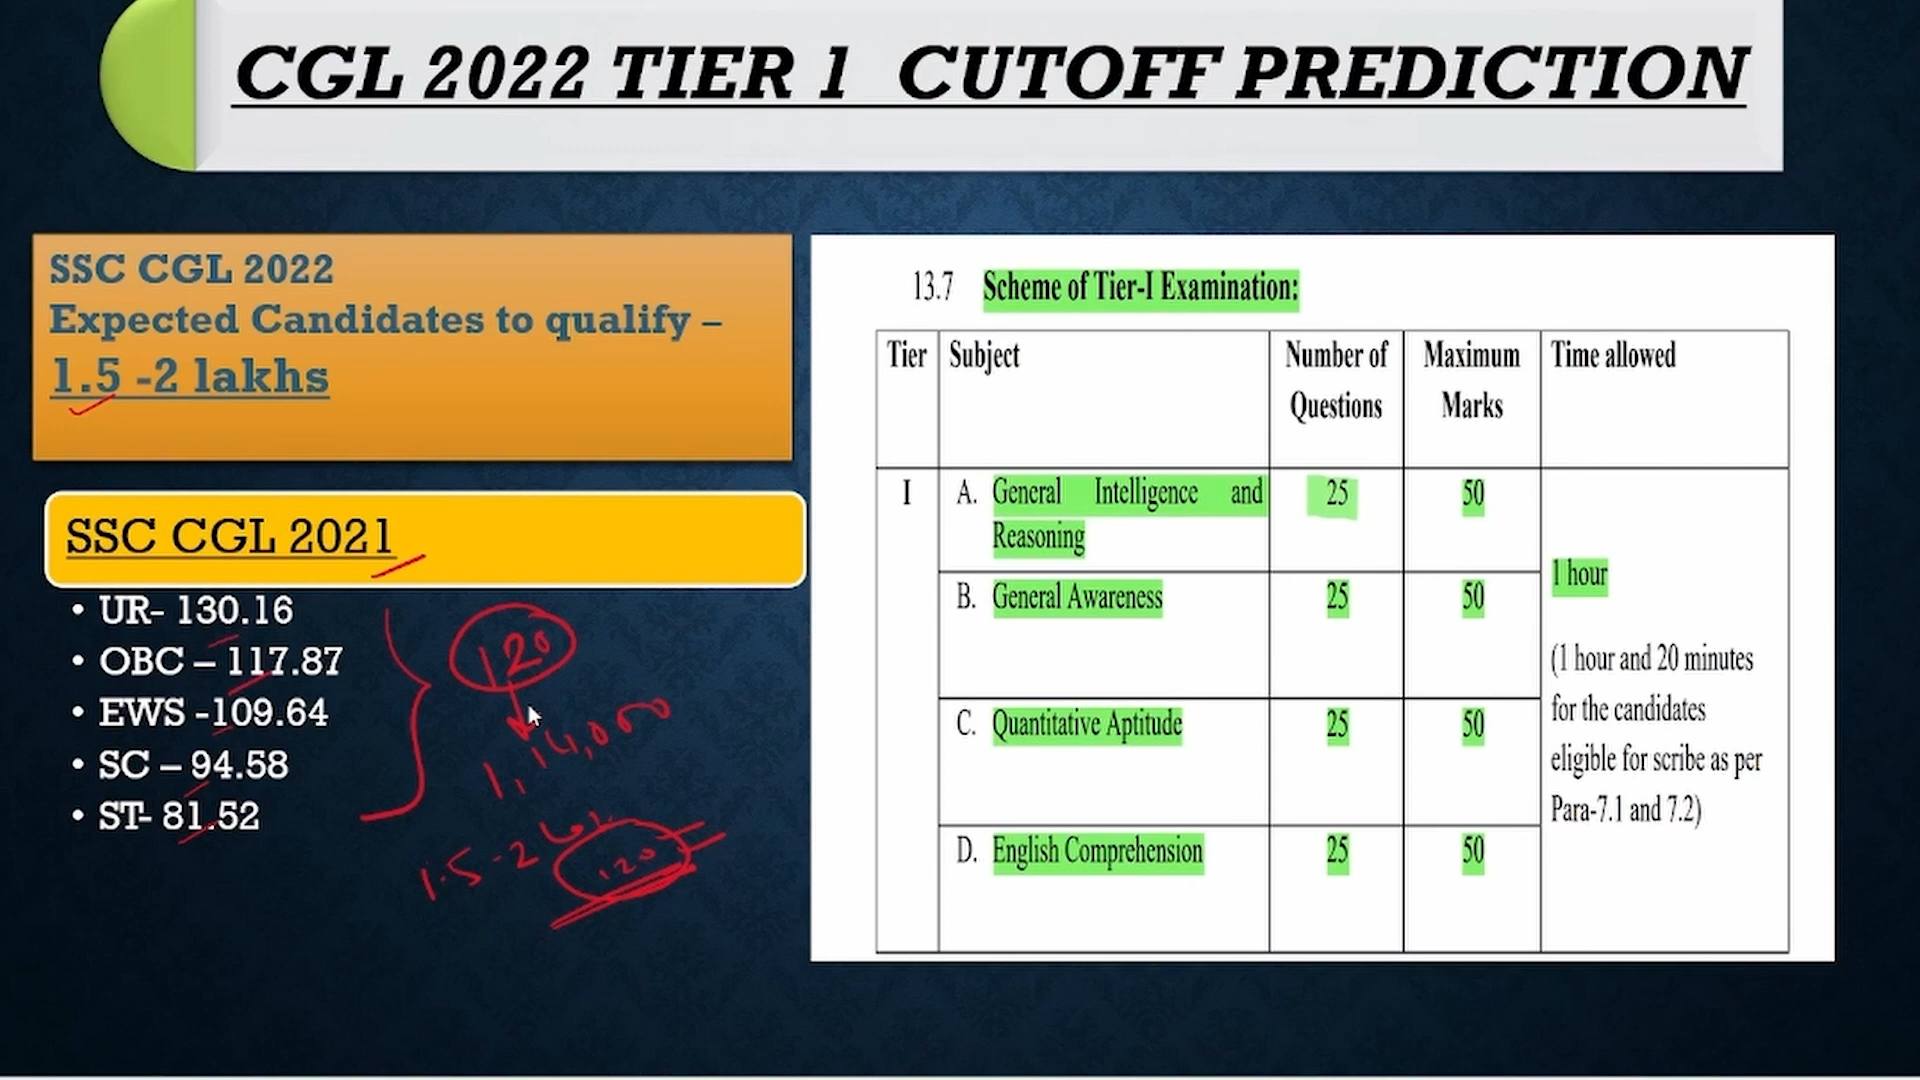 CGL 2022 TIER 1 CUTOFF PREDICTION
SSC CGL 2022
Expected Candidates to qualify –
1.5 -2 lakhs
SSC CGL 2021
• UR- 130.16
• OBC – 117.87
• EWS -109.64
• SC – 94.58
• ST- 81.52
120
1,14,000
1.5-2
120
13.7 Scheme of Tier-I Examination:
Tier Subject Number of Maximum Time allowed
Questions Marks
I A. General Intelligence and 25 50
Reasoning
1 hour
B. General Awareness 25 50
(1 hour and 20 minutes
for the candidates
C. Quantitative Aptitude 25 50
eligible for scribe as per
Para-7.1 and 7.2)
D. English Comprehension 25 50